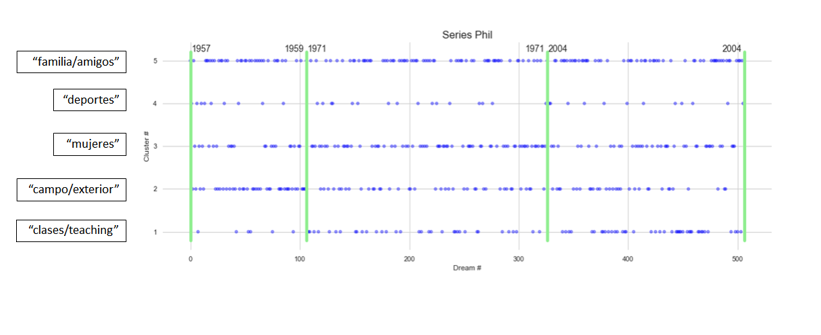 Series Phil
1957 1959 1971 1971 2004 2004
“familia/amigos” 5
“deportes” 4
“mujeres” 3
“campo/exterior” 2
“clases/teaching” 1
Cluster #
0 100 200 300 400 500
Dream #